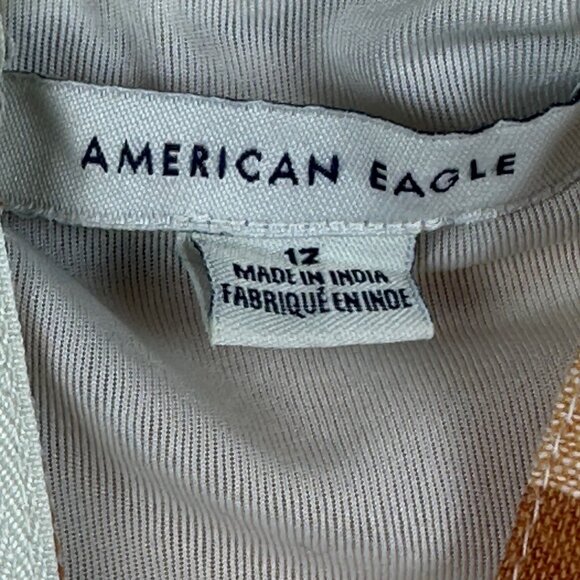 AMERICAN EAGLE
12
MADE IN INDIA
FABRIQUÉ EN INDE